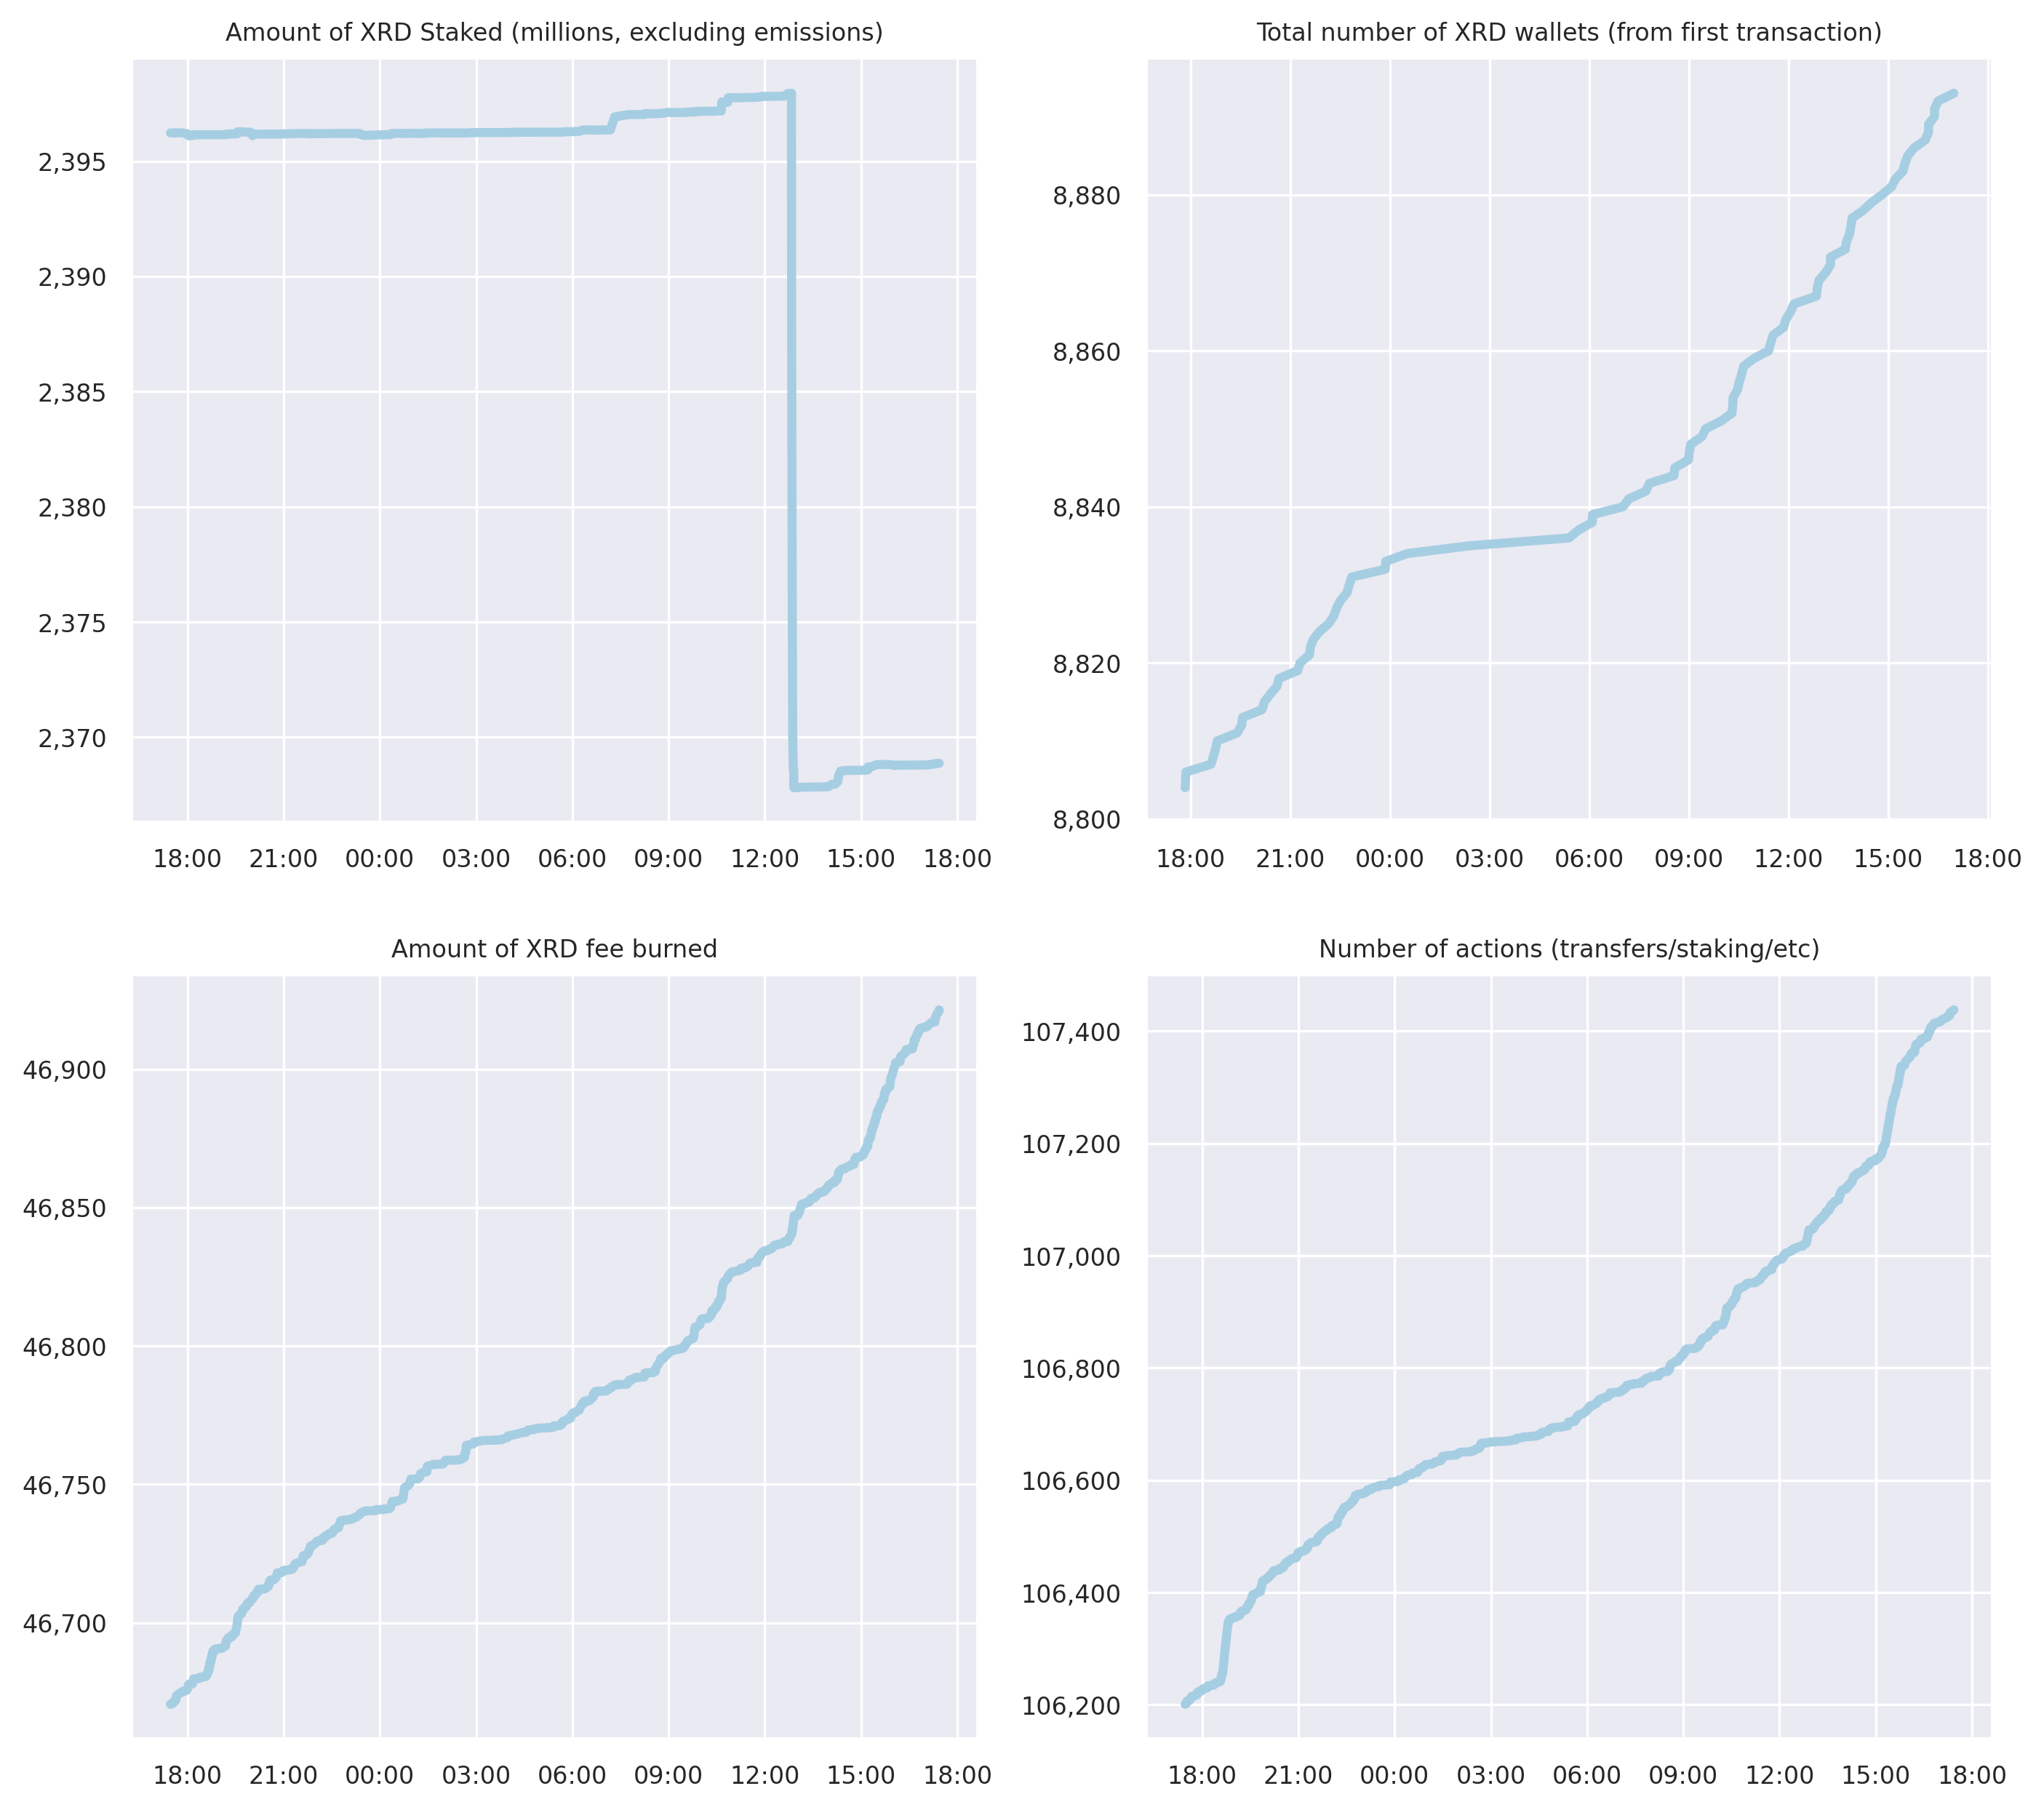 Amount of XRD Staked (millions, excluding emissions)
2,395
2,390
2,385
2,380
2,375
2,370
18:00 21:00 00:00 03:00 06:00 09:00 12:00 15:00 18:00
Total number of XRD wallets (from first transaction)
8,880
8,860
8,840
8,820
8,800
18:00 21:00 00:00 03:00 06:00 09:00 12:00 15:00 18:00
Amount of XRD fee burned
46,900
46,850
46,800
46,750
46,700
18:00 21:00 00:00 03:00 06:00 09:00 12:00 15:00 18:00
Number of actions (transfers/staking/etc)
107,400
107,200
107,000
106,800
106,600
106,400
106,200
18:00 21:00 00:00 03:00 06:00 09:00 12:00 15:00 18:00